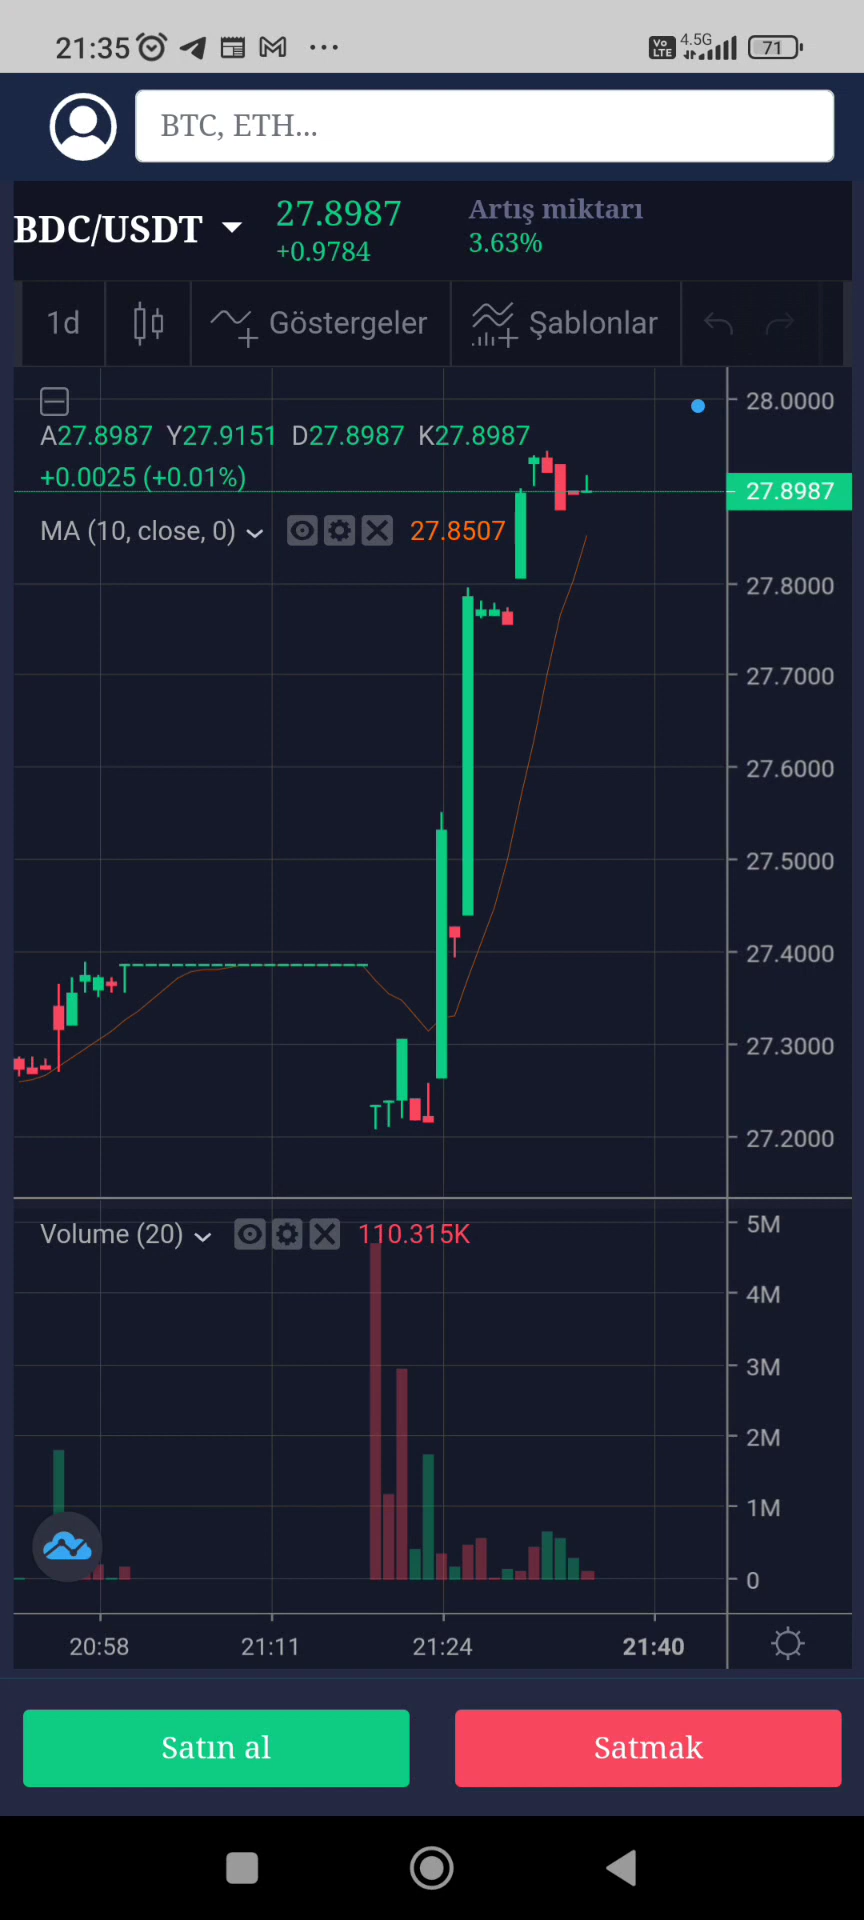 21:35 ... Vo LTE 4.5G 71
BTC, ETH...
BDC/USDT 27.8987 Artış miktarı
+0.9784 3.63%
1d Göstergeler Şablonlar
28.0000
A27.8987 Y27.9151 D27.8987 K27.8987
+0.0025 (+0.01%)
27.8987
MA (10, close, 0) 27.8507
27.8000
27.7000
27.6000
27.5000
27.4000
27.3000
27.2000
Volume (20) 110.315K 5M
4M
3M
2M
1M
0
20:58 21:11 21:24 21:40
Satın al Satmak